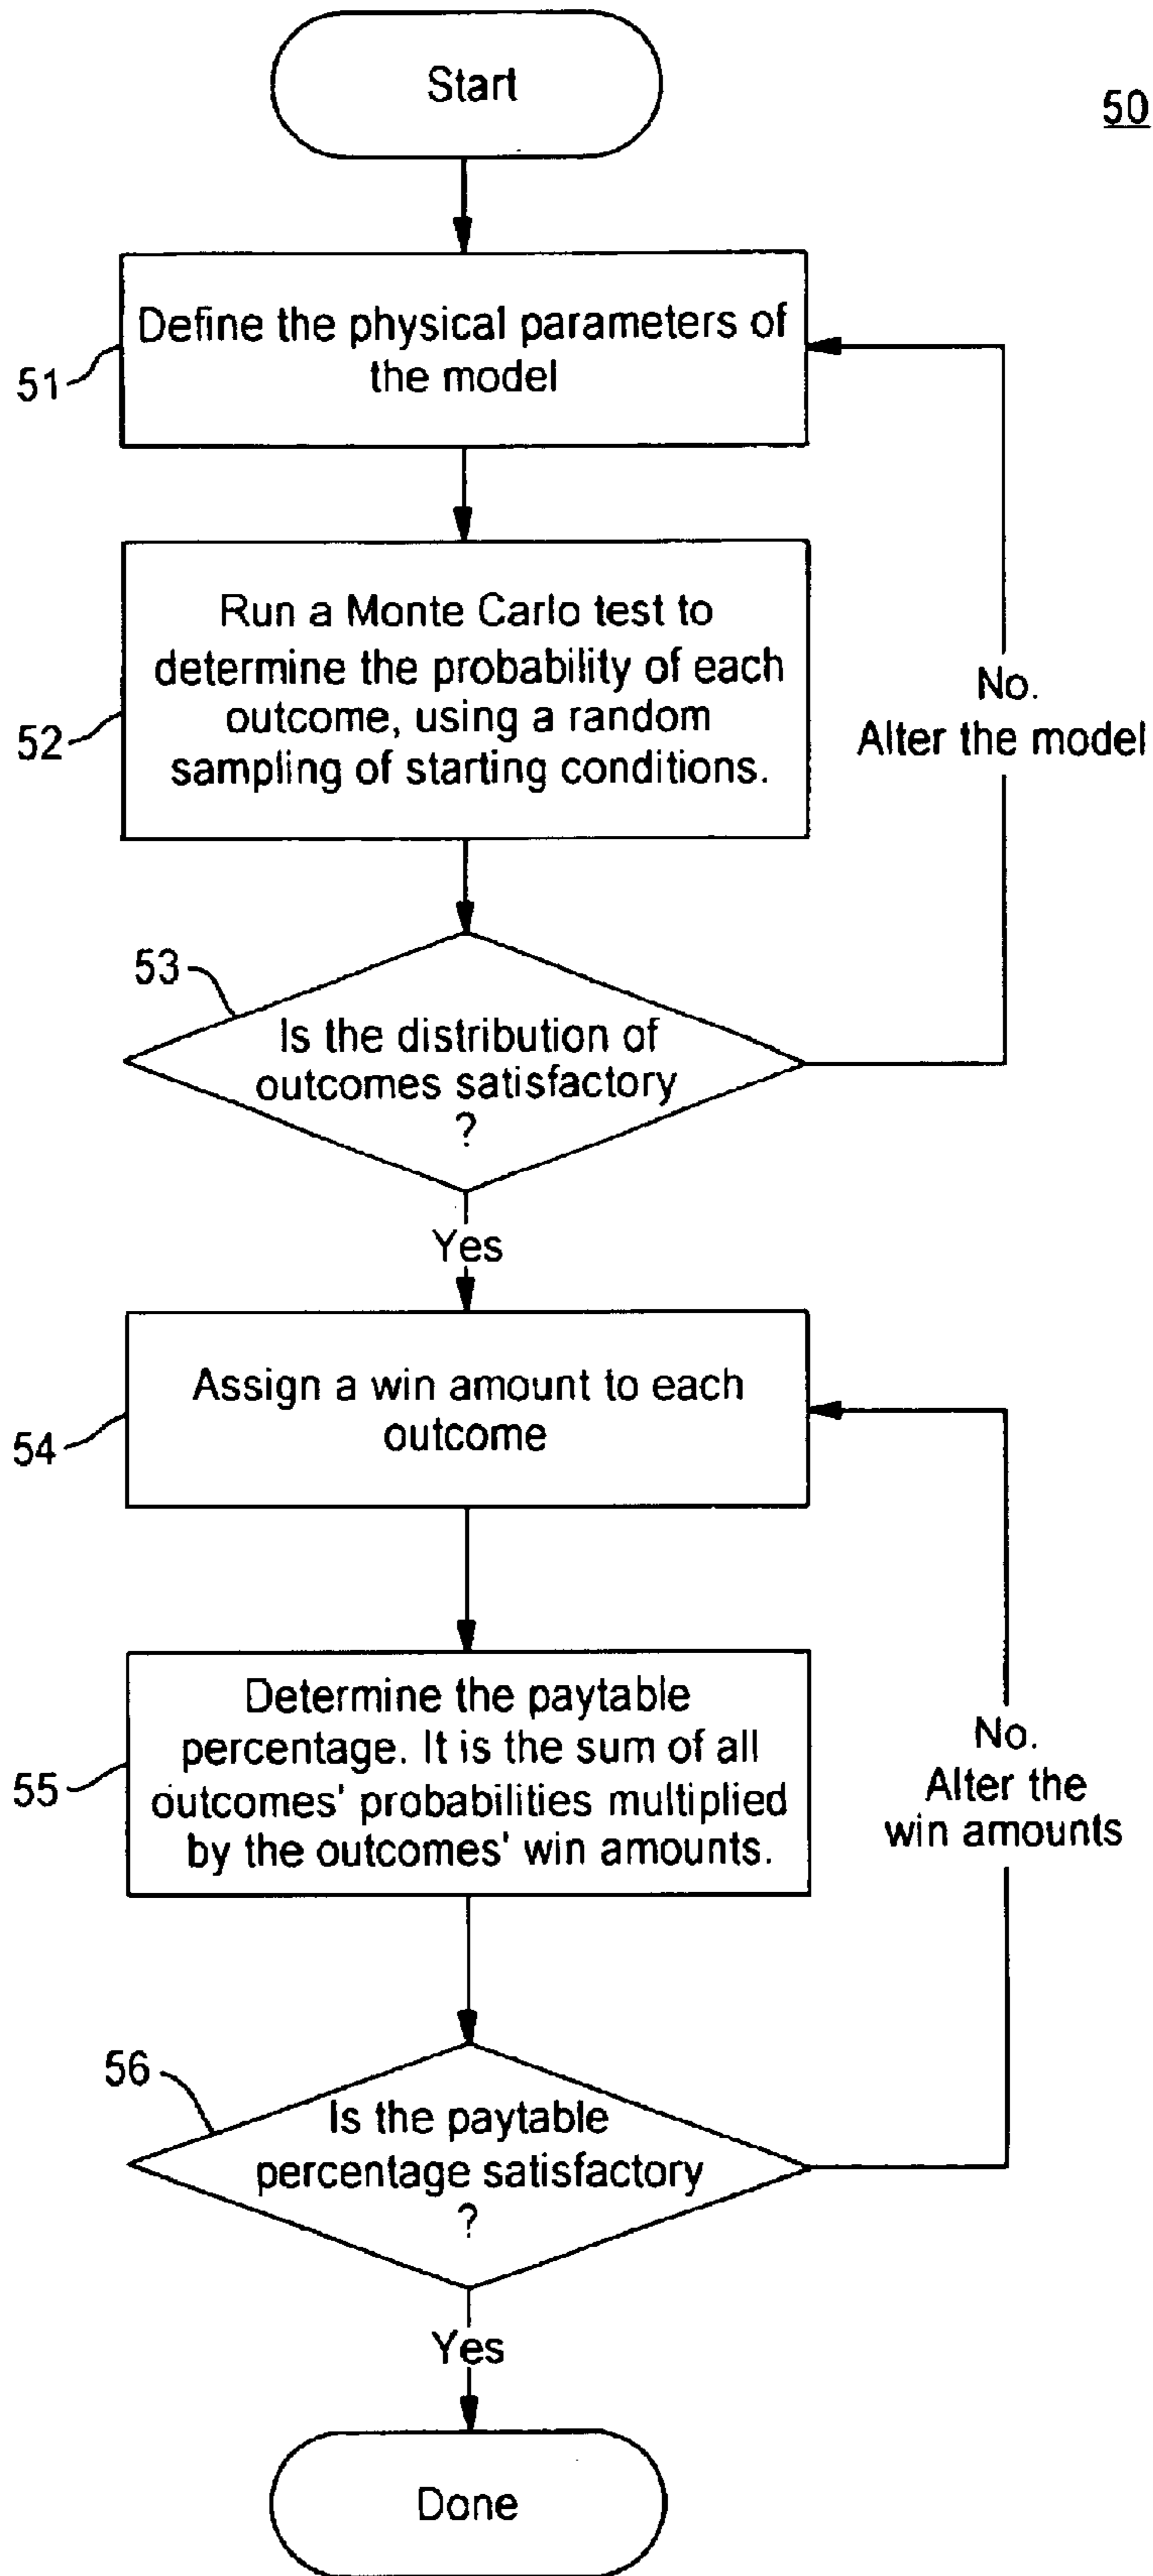 Start
50
Define the physical parameters of
the model
51
Run a Monte Carlo test to
determine the probability of each
outcome, using a random
sampling of starting conditions.
52
No.
Alter the model
53
Is the distribution of
outcomes satisfactory
?
Yes
Assign a win amount to each
outcome
54
Determine the paytable
percentage. It is the sum of all
outcomes' probabilities multiplied
by the outcomes' win amounts.
55
No.
Alter the
win amounts
56
Is the paytable
percentage satisfactory
?
Yes
Done